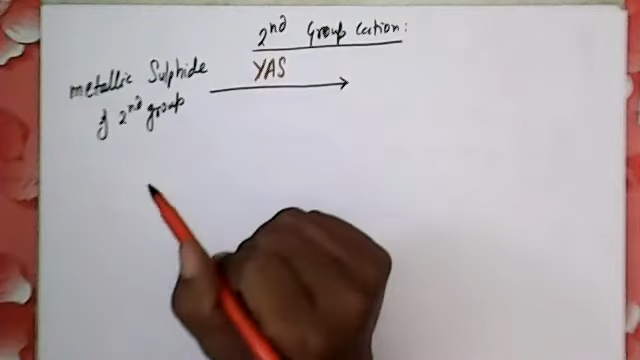 2nd Group Cation:
metallic Sulphide
of 2nd group
YAS